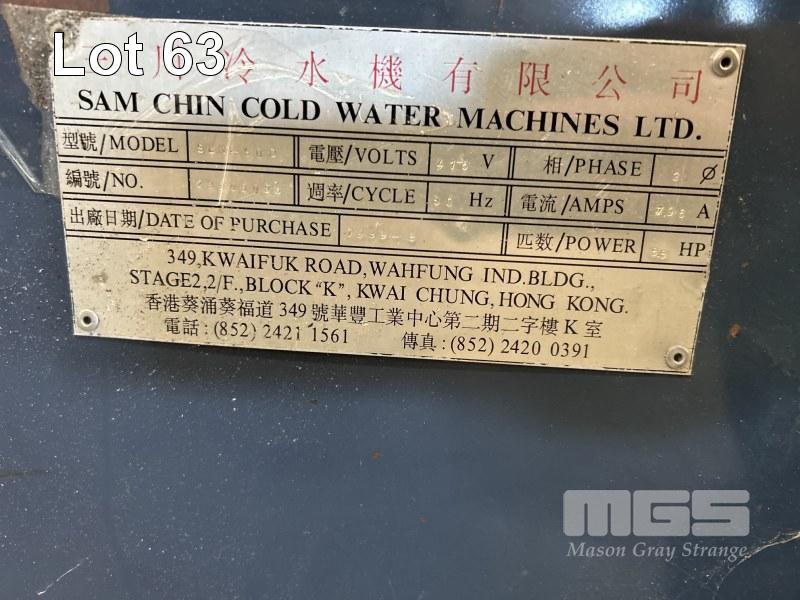 Lot 63
川冷水機有限公司
SAM CHIN COLD WATER MACHINES LTD.
型號/MODEL 電壓/VOLTS 415 V 相/PHASE 3 Ø
編號/NO. 週率/CYCLE 50 Hz 電流/AMPS A
出廠日期/DATE OF PURCHASE 匹数/POWER HP
349,KWAIFUK ROAD,WAHFUNG IND.BLDG.,
STAGE2,2/F.,BLOCK "K", KWAI CHUNG, HONG KONG.
香港葵涌葵福道 349 號華豐工業中心第二期二字樓 K 室
電話:(852) 2421 1561 傳真:(852) 2420 0391
MGS
Mason Gray Strange